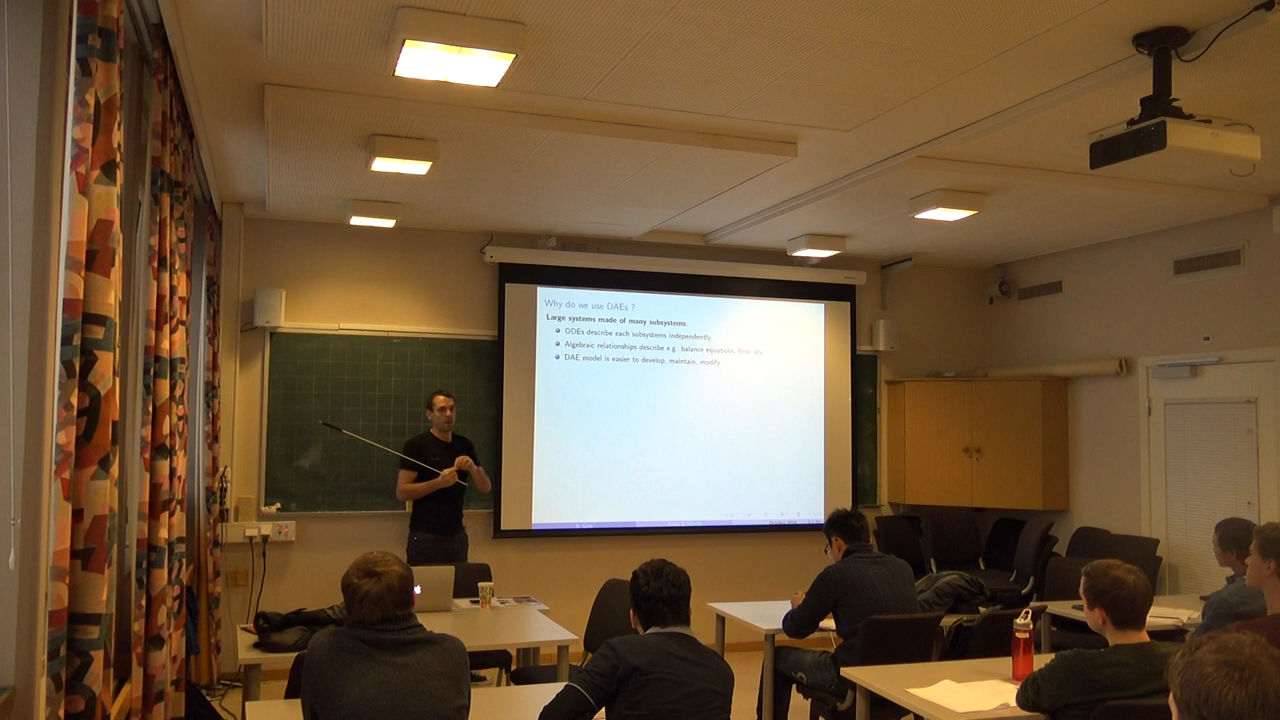 Why do we use DAEs ?
Large systems made of many subsystems:
ODEs describe each subsystems independently
Algebraic relationships describe e.g. balance equations, flow, etc.
DAE model is easier to develop, maintain, modify